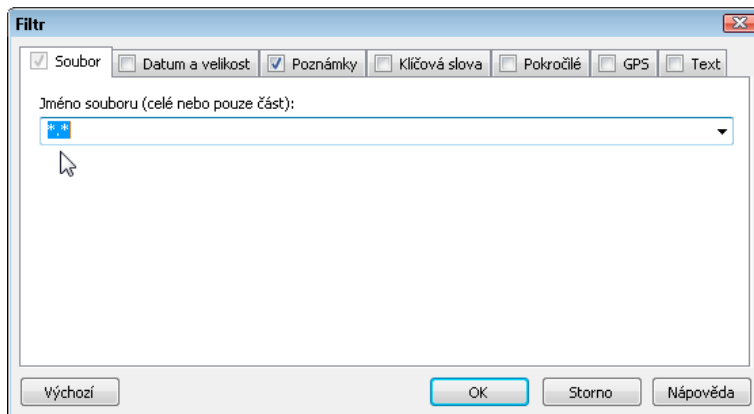 Filtr
Soubor Datum a velikost Poznámky Klíčová slova Pokročilé GPS Text
Jméno souboru (celé nebo pouze část):
*.*
Výchozí OK Storno Nápověda